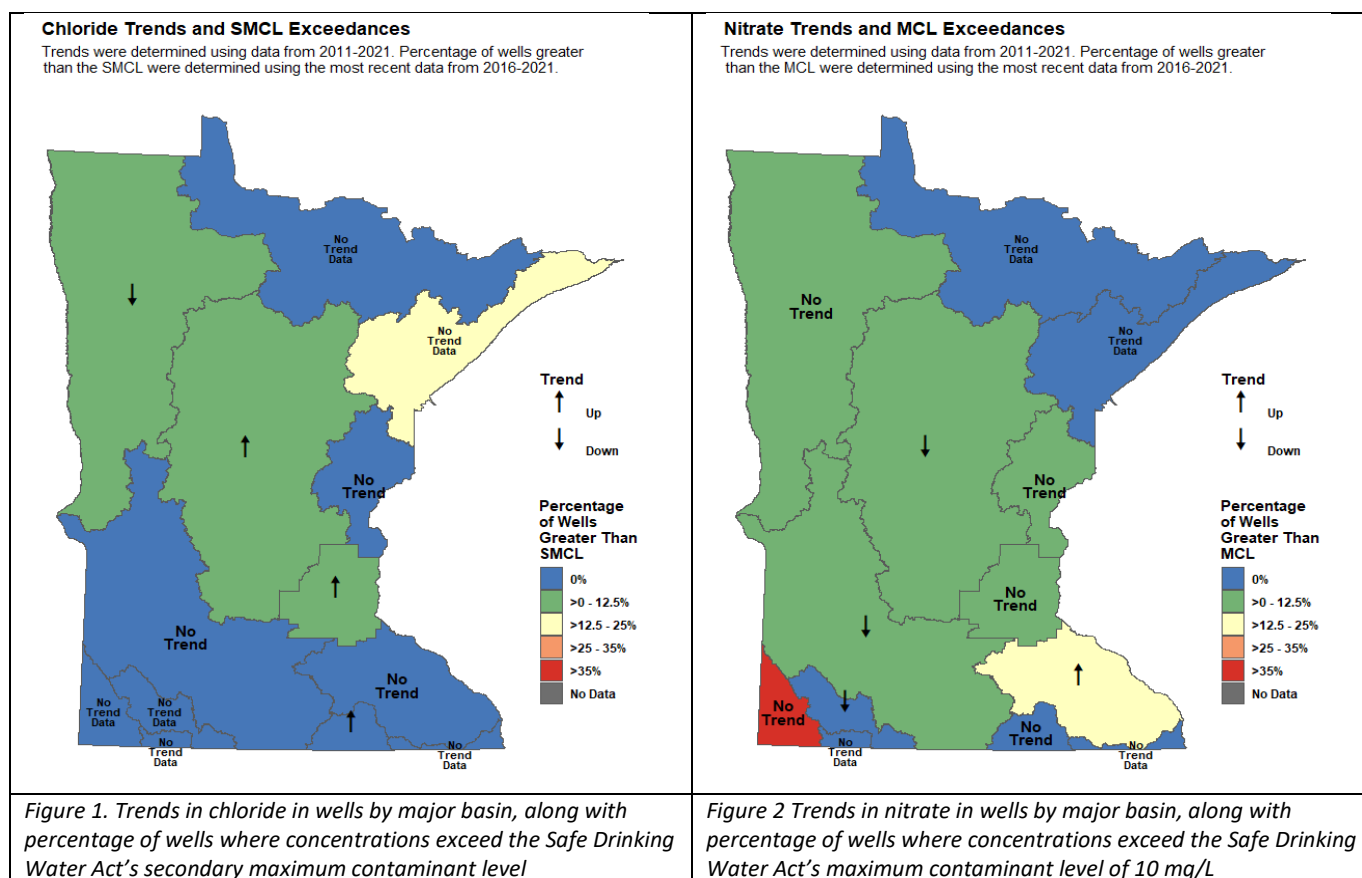 Chloride Trends and SMCL Exceedances
Trends were determined using data from 2011-2021. Percentage of wells greater
than the SMCL were determined using the most recent data from 2016-2021.
No
Trend
Data
No
Trend
Data
No
Trend
No
Trend
No
Trend
No
Trend
Data
No
Trend
Data
No
Trend
Data
No
Trend
Data
Trend
Up
Down
Percentage
of Wells
Greater Than
SMCL
0%
>0 - 12.5%
>12.5 - 25%
>25 - 35%
>35%
No Data
Figure 1. Trends in chloride in wells by major basin, along with
percentage of wells where concentrations exceed the Safe Drinking
Water Act's secondary maximum contaminant level
Nitrate Trends and MCL Exceedances
Trends were determined using data from 2011-2021. Percentage of wells greater
than the MCL were determined using the most recent data from 2016-2021.
No
Trend
Data
No
Trend
No
Trend
Data
No
Trend
No
Trend
No
Trend
No
Trend
No
Trend
Data
No
Trend
Data
Trend
Up
Down
Percentage
of Wells
Greater Than
MCL
0%
>0 - 12.5%
>12.5 - 25%
>25 - 35%
>35%
No Data
Figure 2 Trends in nitrate in wells by major basin, along with
percentage of wells where concentrations exceed the Safe Drinking
Water Act's maximum contaminant level of 10 mg/L